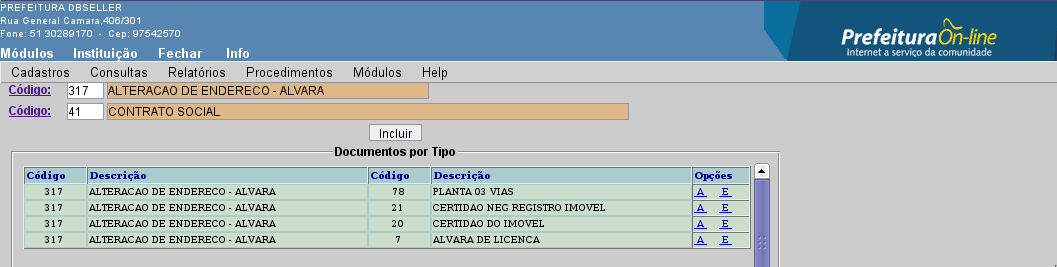 PREFEITURA DBSELLER
Rua General Camara,406/301
Fone: 51 30289170 - Cep: 97542570
Prefeitura On-line
Internet a serviço da comunidade
Módulos Instituição Fechar Info
Cadastros Consultas Relatórios Procedimentos Módulos Help
Código: 317 ALTERACAO DE ENDERECO - ALVARA
Código: 41 CONTRATO SOCIAL
Incluir
Documentos por Tipo
Código Descrição Código Descrição Opções
317 ALTERACAO DE ENDERECO - ALVARA 78 PLANTA 03 VIAS A E
317 ALTERACAO DE ENDERECO - ALVARA 21 CERTIDAO NEG REGISTRO IMOVEL A E
317 ALTERACAO DE ENDERECO - ALVARA 20 CERTIDAO DO IMOVEL A E
317 ALTERACAO DE ENDERECO - ALVARA 7 ALVARA DE LICENCA A E